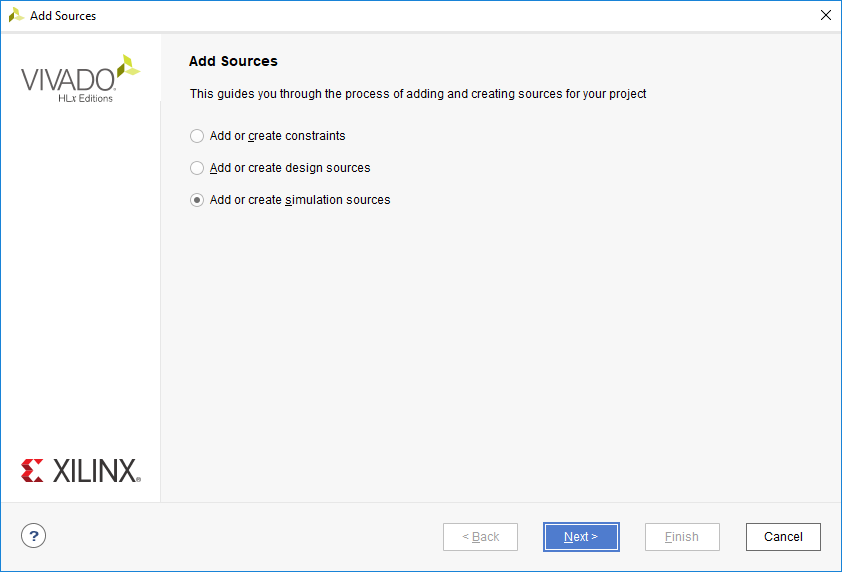 Add Sources
VIVADO
HLx Editions
Add Sources
This guides you through the process of adding and creating sources for your project
Add or create constraints
Add or create design sources
Add or create simulation sources
XILINX®
?
< Back
Next >
Finish
Cancel